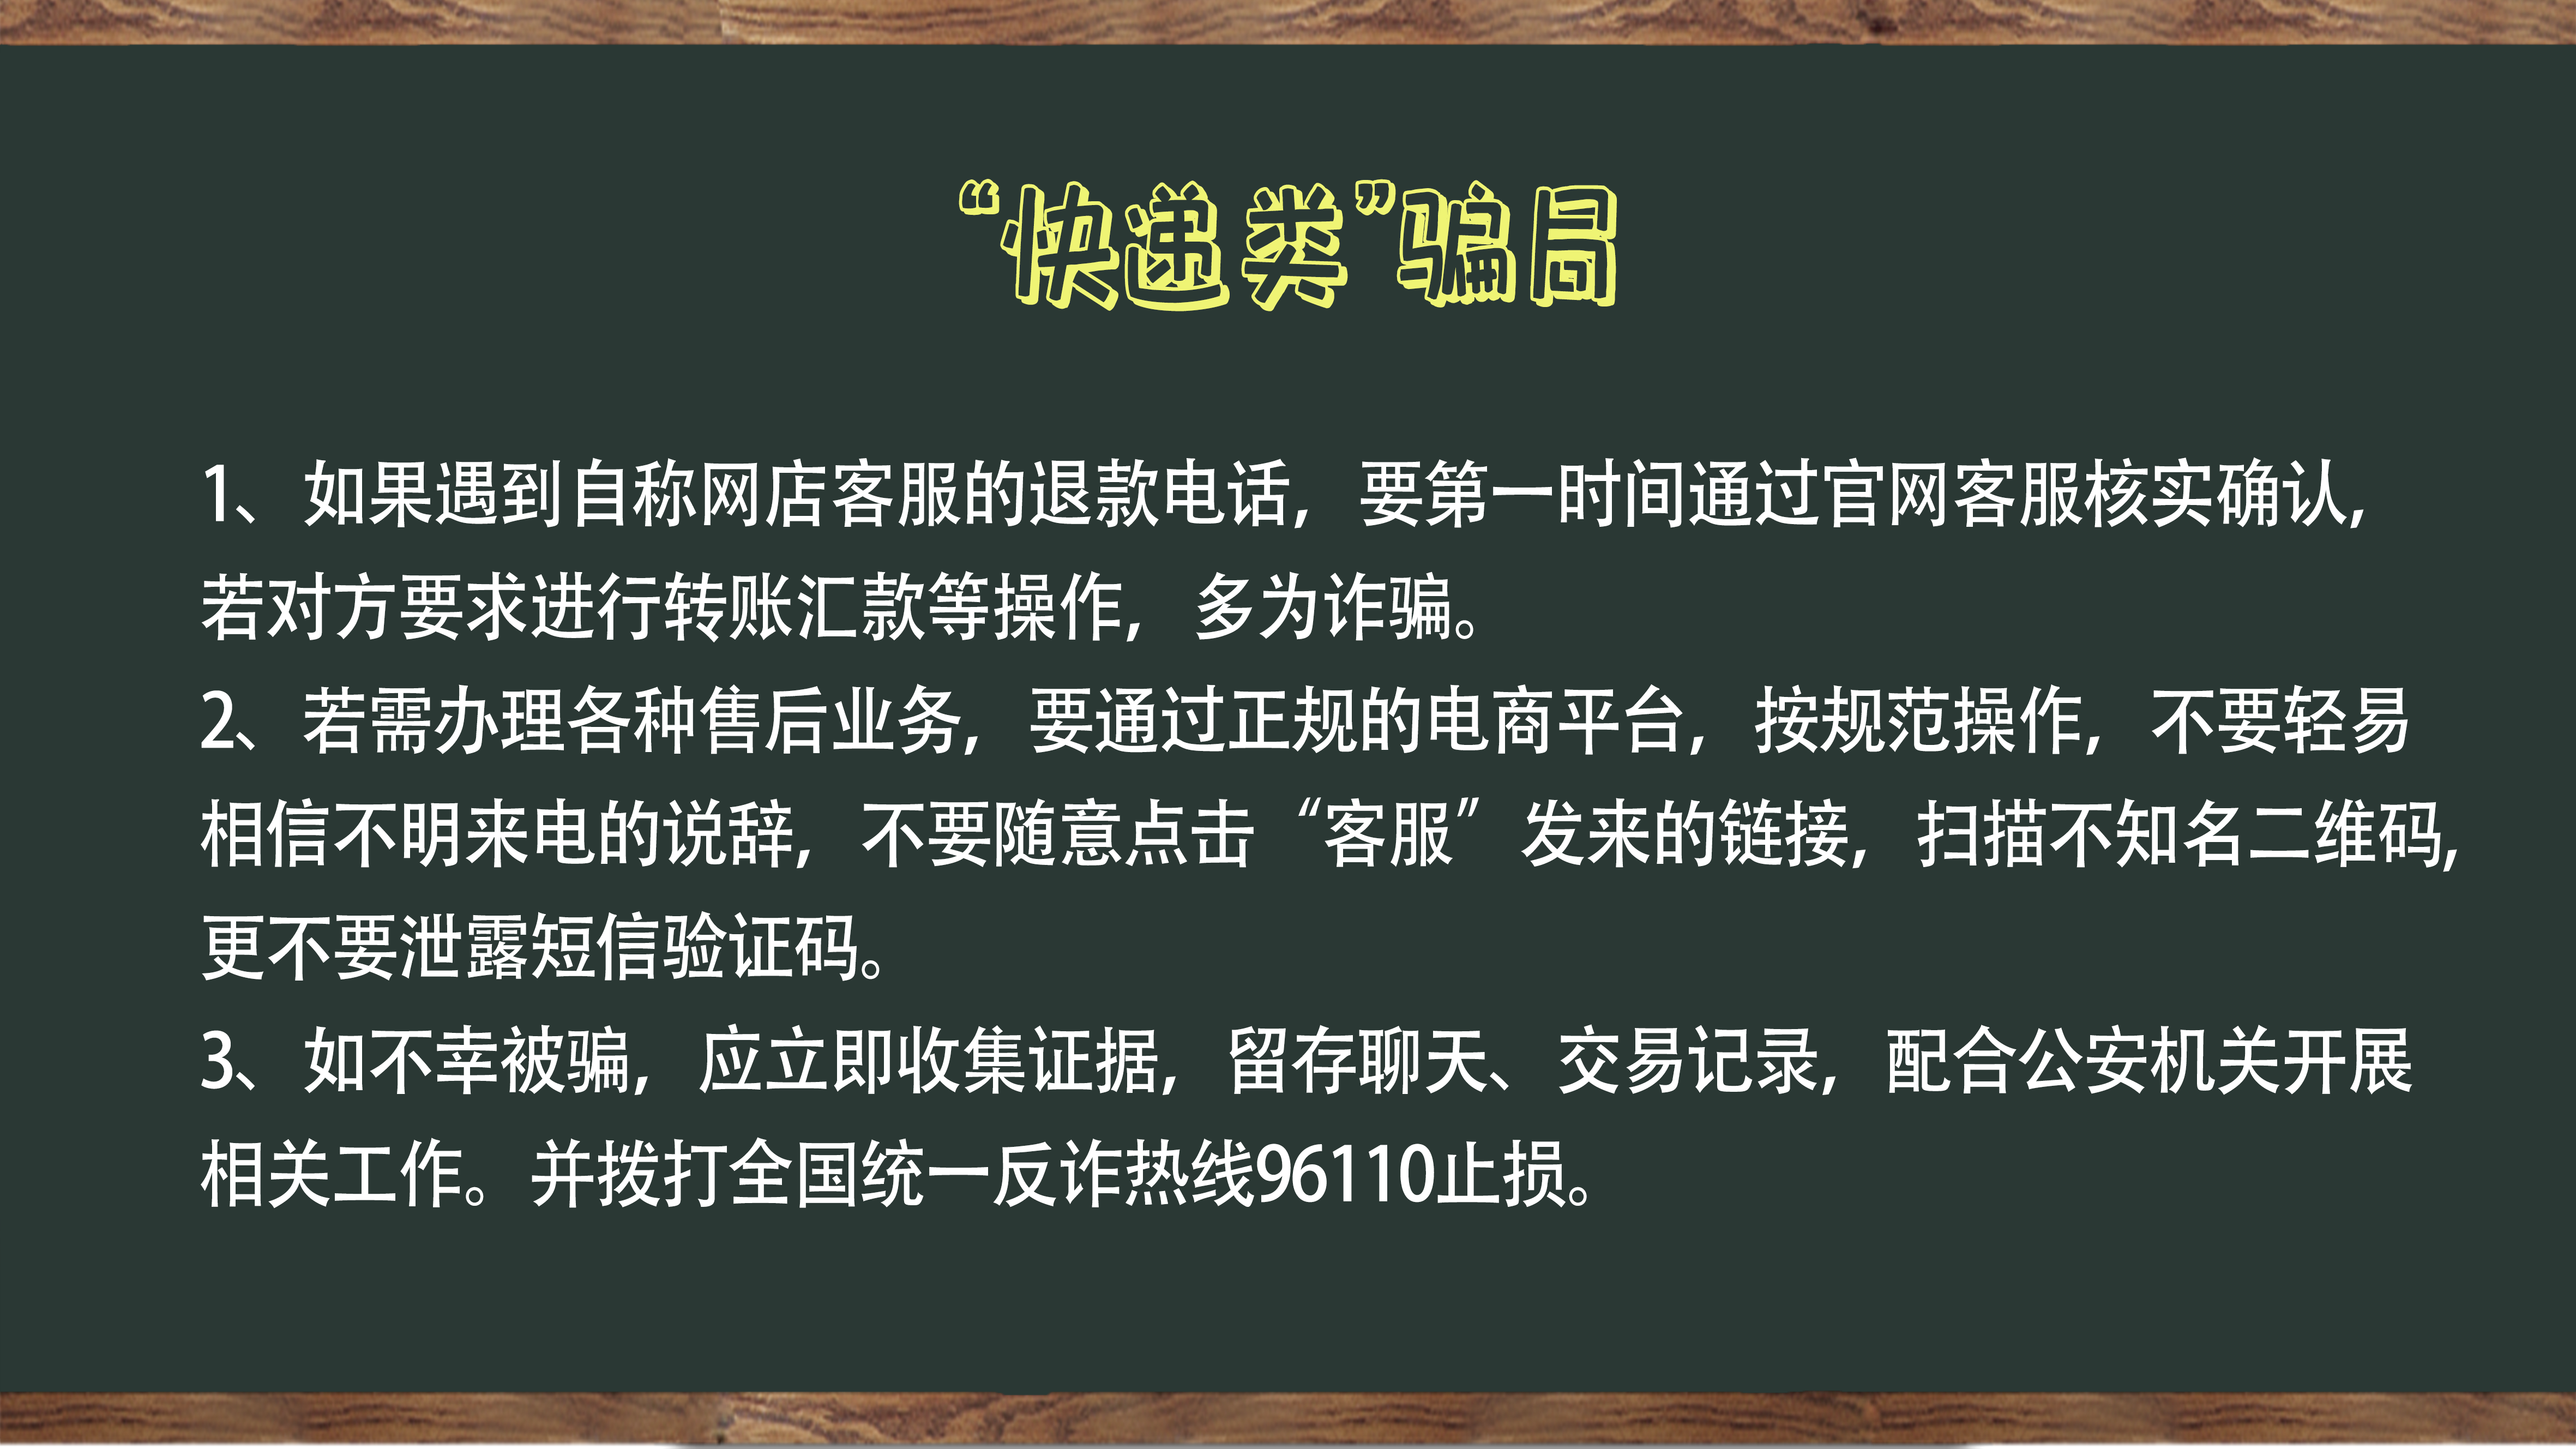 “快递类”骗局
1、如果遇到自称网店客服的退款电话，要第一时间通过官网客服核实确认，
若对方要求进行转账汇款等操作，多为诈骗。
2、若需办理各种售后业务，要通过正规的电商平台，按规范操作，不要轻易
相信不明来电的说辞，不要随意点击“客服”发来的链接，扫描不知名二维码，
更不要泄露短信验证码。
3、如不幸被骗，应立即收集证据，留存聊天、交易记录，配合公安机关开展
相关工作。并拨打全国统一反诈热线96110止损。